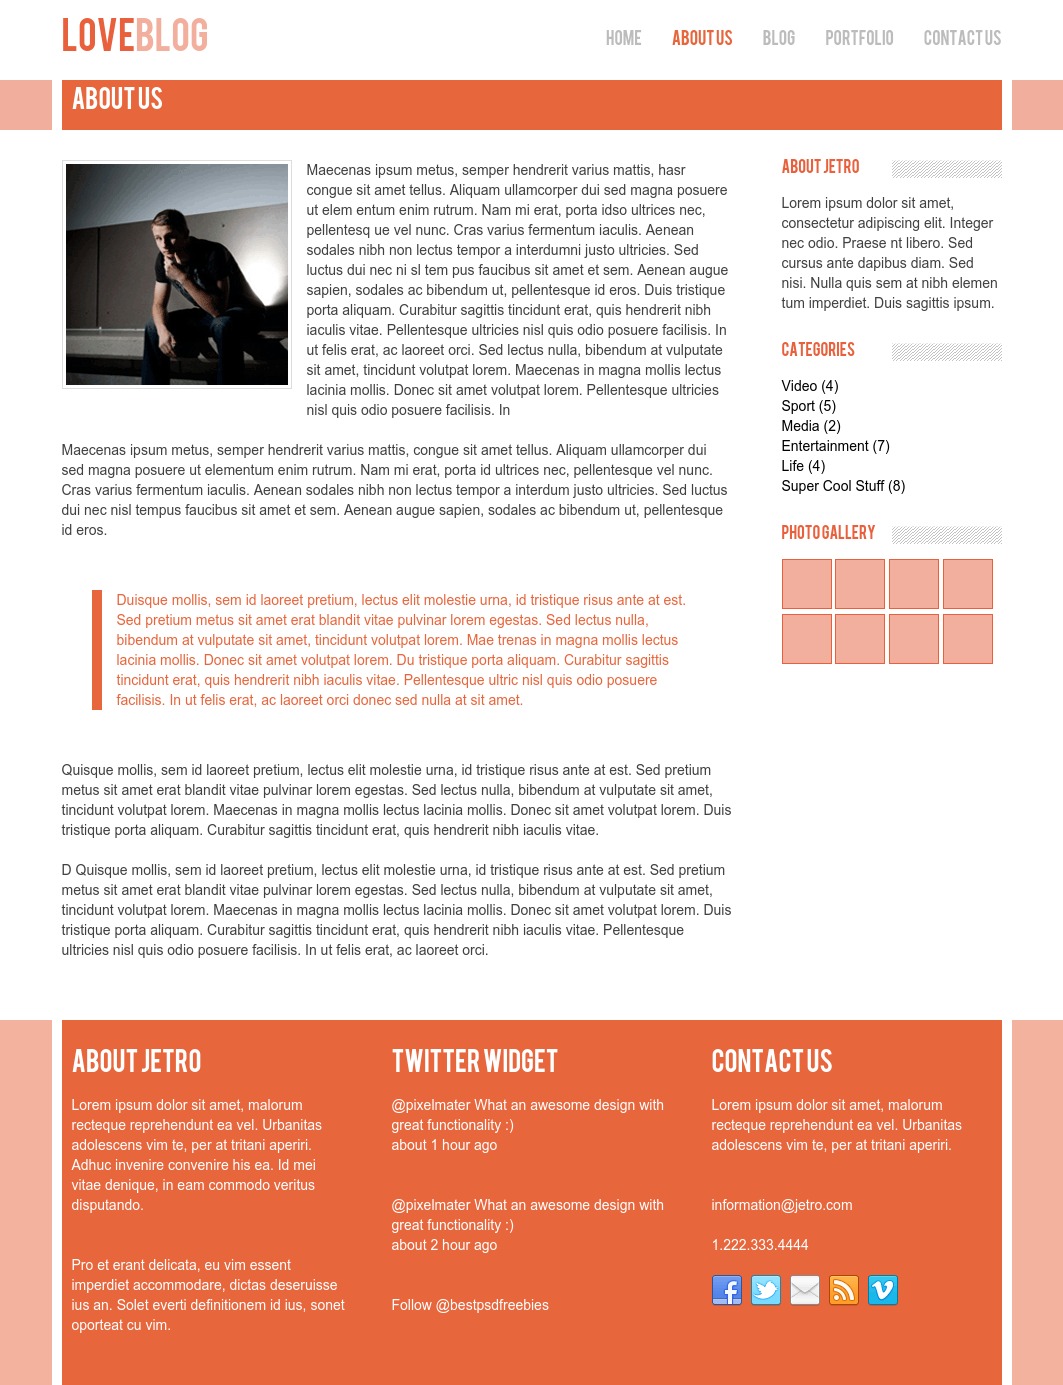 LOVEBLOG
HOME ABOUT US BLOG PORTFOLIO CONTACT US
ABOUT US
Maecenas ipsum metus, semper hendrerit varius mattis, hasr
congue sit amet tellus. Aliquam ullamcorper dui sed magna posuere
ut elem entum enim rutrum. Nam mi erat, porta idso ultrices nec,
pellentesq ue vel nunc. Cras varius fermentum iaculis. Aenean
sodales nibh non lectus tempor a interdumni justo ultricies. Sed
luctus dui nec ni sl tem pus faucibus sit amet et sem. Aenean augue
sapien, sodales ac bibendum ut, pellentesque id eros. Duis tristique
porta aliquam. Curabitur sagittis tincidunt erat, quis hendrerit nibh
iaculis vitae. Pellentesque ultricies nisl quis odio posuere facilisis. In
ut felis erat, ac laoreet orci. Sed lectus nulla, bibendum at vulputate
sit amet, tincidunt volutpat lorem. Maecenas in magna mollis lectus
lacinia mollis. Donec sit amet volutpat lorem. Pellentesque ultricies
nisl quis odio posuere facilisis. In
Maecenas ipsum metus, semper hendrerit varius mattis, congue sit amet tellus. Aliquam ullamcorper dui
sed magna posuere ut elementum enim rutrum. Nam mi erat, porta id ultrices nec, pellentesque vel nunc.
Cras varius fermentum iaculis. Aenean sodales nibh non lectus tempor a interdum justo ultricies. Sed luctus
dui nec nisl tempus faucibus sit amet et sem. Aenean augue sapien, sodales ac bibendum ut, pellentesque
id eros.
Duisque mollis, sem id laoreet pretium, lectus elit molestie urna, id tristique risus ante at est.
Sed pretium metus sit amet erat blandit vitae pulvinar lorem egestas. Sed lectus nulla,
bibendum at vulputate sit amet, tincidunt volutpat lorem. Mae trenas in magna mollis lectus
lacinia mollis. Donec sit amet volutpat lorem. Du tristique porta aliquam. Curabitur sagittis
tincidunt erat, quis hendrerit nibh iaculis vitae. Pellentesque ultric nisl quis odio posuere
facilisis. In ut felis erat, ac laoreet orci donec sed nulla at sit amet.
Quisque mollis, sem id laoreet pretium, lectus elit molestie urna, id tristique risus ante at est. Sed pretium
metus sit amet erat blandit vitae pulvinar lorem egestas. Sed lectus nulla, bibendum at vulputate sit amet,
tincidunt volutpat lorem. Maecenas in magna mollis lectus lacinia mollis. Donec sit amet volutpat lorem. Duis
tristique porta aliquam. Curabitur sagittis tincidunt erat, quis hendrerit nibh iaculis vitae.
D Quisque mollis, sem id laoreet pretium, lectus elit molestie urna, id tristique risus ante at est. Sed pretium
metus sit amet erat blandit vitae pulvinar lorem egestas. Sed lectus nulla, bibendum at vulputate sit amet,
tincidunt volutpat lorem. Maecenas in magna mollis lectus lacinia mollis. Donec sit amet volutpat lorem. Duis
tristique porta aliquam. Curabitur sagittis tincidunt erat, quis hendrerit nibh iaculis vitae. Pellentesque
ultricies nisl quis odio posuere facilisis. In ut felis erat, ac laoreet orci.
ABOUT JETRO
Lorem ipsum dolor sit amet,
consectetur adipiscing elit. Integer
nec odio. Praese nt libero. Sed
cursus ante dapibus diam. Sed
nisi. Nulla quis sem at nibh elemen
tum imperdiet. Duis sagittis ipsum.
CATEGORIES
Video (4)
Sport (5)
Media (2)
Entertainment (7)
Life (4)
Super Cool Stuff (8)
PHOTO GALLERY
ABOUT JETRO
Lorem ipsum dolor sit amet, malorum
recteque reprehendunt ea vel. Urbanitas
adolescens vim te, per at tritani aperiri.
Adhuc invenire convenire his ea. Id mei
vitae denique, in eam commodo veritus
disputando.
Pro et erant delicata, eu vim essent
imperdiet accommodare, dictas deseruisse
ius an. Solet everti definitionem id ius, sonet
oporteat cu vim.
TWITTER WIDGET
@pixelmater What an awesome design with
great functionality :)
about 1 hour ago
@pixelmater What an awesome design with
great functionality :)
about 2 hour ago
Follow @bestpsdfreebies
CONTACT US
Lorem ipsum dolor sit amet, malorum
recteque reprehendunt ea vel. Urbanitas
adolescens vim te, per at tritani aperiri.
information@jetro.com
1.222.333.4444